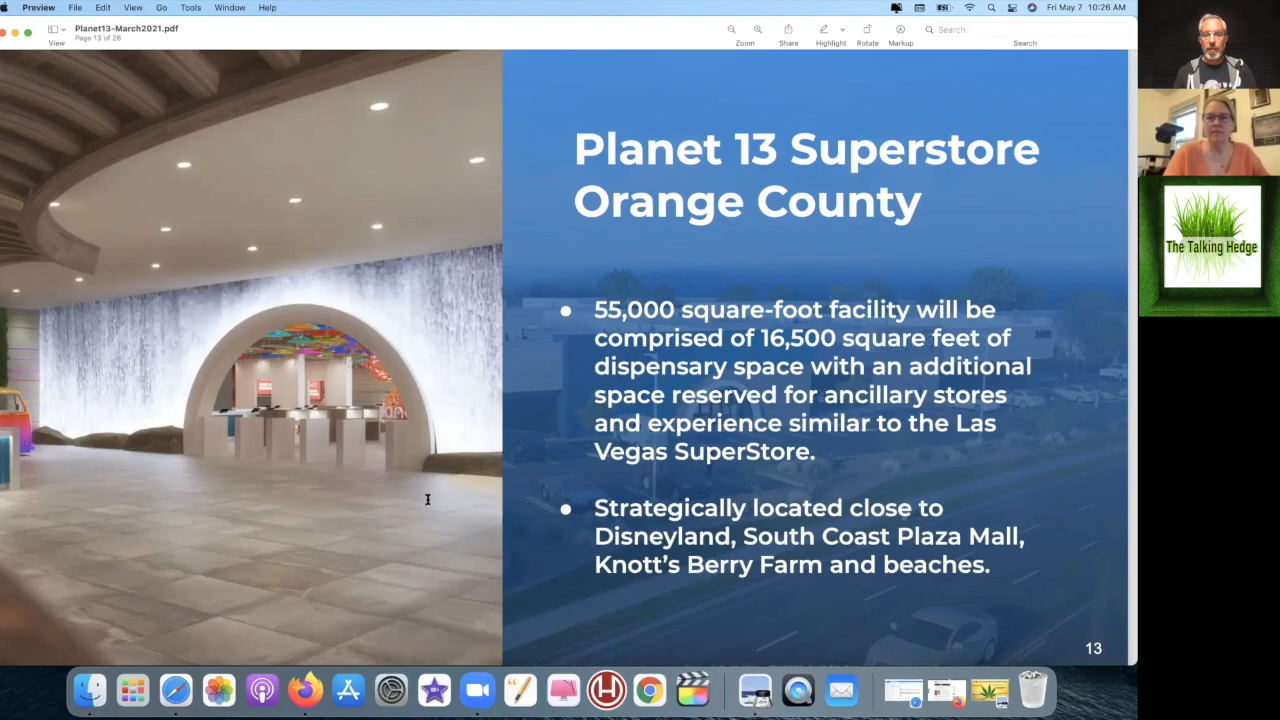 Preview File Edit View Go Tools Window Help
Fri May 7 10:26 AM
Planet13-March2021.pdf
Page 13 of 26
Search
View
Zoom
Share
Highlight
Rotate
Markup
Search
Planet 13 Superstore
Orange County
● 55,000 square-foot facility will be
comprised of 16,500 square feet of
dispensary space with an additional
space reserved for ancillary stores
and experience similar to the Las
Vegas SuperStore.
● Strategically located close to
Disneyland, South Coast Plaza Mall,
Knott's Berry Farm and beaches.
13
The Talking Hedge